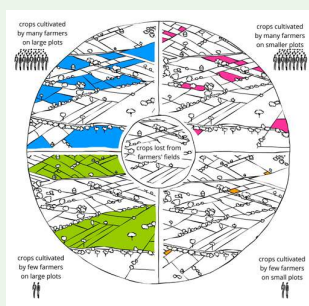 crops cultivated
by many farmers
on large plots
crops cultivated
by many farmers
on smaller plots
crops lost from
farmers' fields
crops cultivated
by few farmers
on large plots
crops cultivated
by few farmers
on small plots